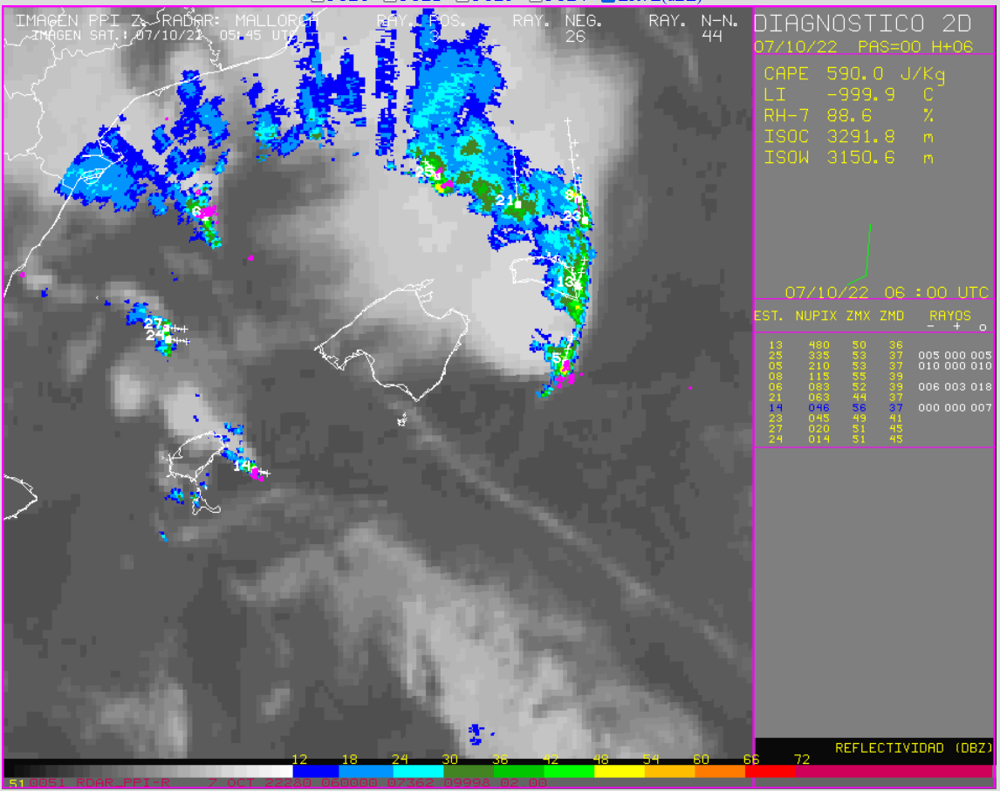 IMAGEN PPI Z. RADAR: MALLORCA RAY. POS. RAY. NEG. RAY. N-N.
IMAGEN SAT.: 07/10/22 05:45 UTC 3 26 44
DIAGNOSTICO 2D
07/10/22 PAS=00 H+06
CAPE 590.0 J/Kg
LI -999.9 C
RH-7 88.6 %
ISOC 3291.8 m
ISOW 3150.6 m
07/10/22 06 :00 UTC
EST. NUPIX ZMX ZMD RAYOS
- + o
13 480 50 36
25 335 53 37 005 000 005
05 210 53 37 010 000 010
08 115 55 39
06 083 52 39 006 003 018
21 063 44 37
14 046 56 37 000 000 007
23 045 49 41
27 020 51 45
24 014 51 45
25
21
8
23
6
13
27
24
5
14
REFLECTIVIDAD (DBZ)
12 18 24 30 36 42 48 54 60 66 72
51 0051 RDAR_PPI-R 7 OCT 22280 060000 07362 09998 02.00